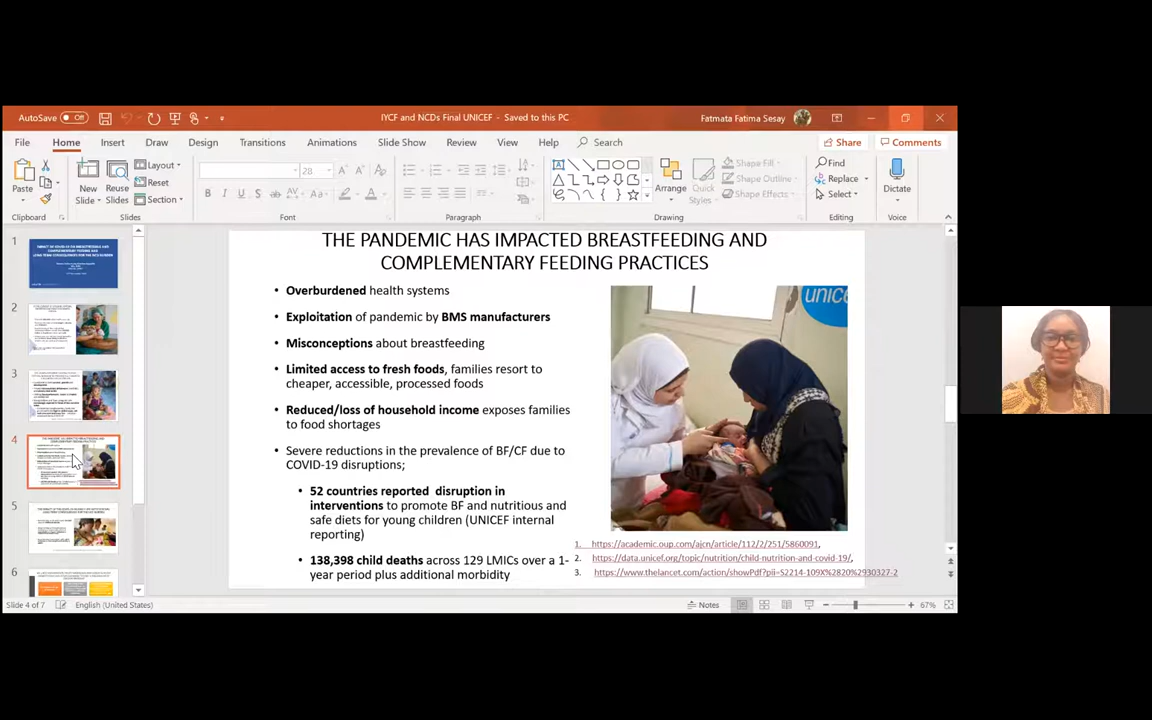 AutoSave Off
IYCF and NCDs Final UNICEF - Saved to this PC
Fatmata Fatima Sesay
File Home Insert Draw Design Transitions Animations Slide Show Review View Help Search
Share Comments
Paste
New Slides
Reuse Slides
Layout
Reset
Section
28
Arrange
Quick Styles
Shape Fill
Shape Outline
Shape Effects
Find
Replace
Select
Dictate
Clipboard Slides Font Paragraph Drawing Editing Voice
1
2
3
4
5
6
THE PANDEMIC HAS IMPACTED BREASTFEEDING AND
COMPLEMENTARY FEEDING PRACTICES
• Overburdened health systems
• Exploitation of pandemic by BMS manufacturers
• Misconceptions about breastfeeding
• Limited access to fresh foods, families resort to
cheaper, accessible, processed foods
• Reduced/loss of household income exposes families
to food shortages
• Severe reductions in the prevalence of BF/CF due to
COVID-19 disruptions;
• 52 countries reported disruption in
interventions to promote BF and nutritious and
safe diets for young children (UNICEF internal
reporting)
• 138,398 child deaths across 129 LMICs over a 1-
year period plus additional morbidity
unice
1. https://academic.oup.com/ajcn/article/112/2/251/5860091,
2. https://data.unicef.org/topic/nutrition/child-nutrition-and-covid-19/,
3. https://www.thelancet.com/action/showPdf?pii=S2214-109X%2820%2930327-2
Slide 4 of 7 English (United States)
Notes
67%